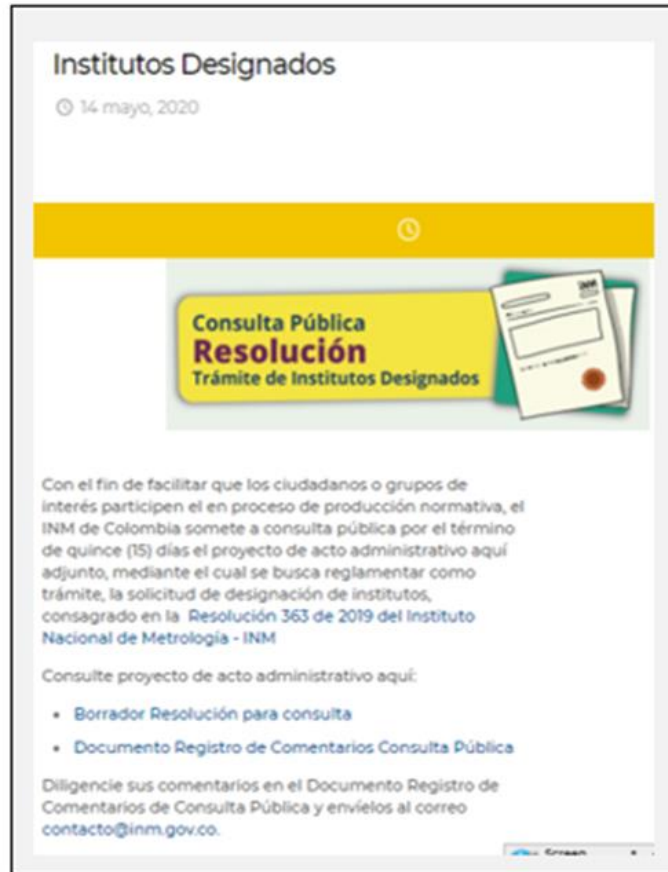 Institutos Designados
14 mayo, 2020
Consulta Pública
Resolución
Trámite de Institutos Designados
INM
Con el fin de facilitar que los ciudadanos o grupos de
interés participen el en proceso de producción normativa, el
INM de Colombia somete a consulta pública por el término
de quince (15) días el proyecto de acto administrativo aquí
adjunto, mediante el cual se busca reglamentar como
trámite, la solicitud de designación de institutos,
consagrado en la Resolución 363 de 2019 del Instituto
Nacional de Metrología - INM
Consulte proyecto de acto administrativo aquí:
• Borrador Resolución para consulta
• Documento Registro de Comentarios Consulta Pública
Diligencie sus comentarios en el Documento Registro de
Comentarios de Consulta Pública y envíelos al correo
contacto@inm.gov.co.